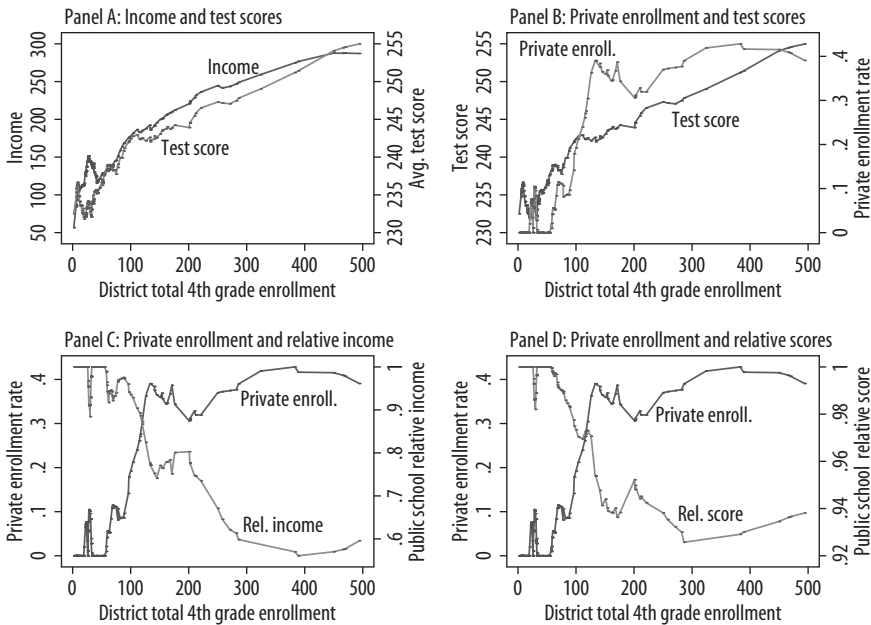 Panel A: Income and test scores
300
250
200
150
100
50
Income
255
250
245
240
235
230
Avg. test score
Income
Test score
0 100 200 300 400 500
District total 4th grade enrollment
Panel B: Private enrollment and test scores
255
250
245
240
235
230
Test score
.4
.3
.2
.1
0
Private enrollment rate
Private enroll.
Test score
0 100 200 300 400 500
District total 4th grade enrollment
Panel C: Private enrollment and relative income
.4
.3
.2
.1
0
Private enrollment rate
1
.9
.8
.7
.6
Public school relative income
Private enroll.
Rel. income
0 100 200 300 400 500
District total 4th grade enrollment
Panel D: Private enrollment and relative scores
.4
.3
.2
.1
0
Private enrollment rate
1
.98
.96
.94
.92
Public school relative score
Private enroll.
Rel. score
0 100 200 300 400 500
District total 4th grade enrollment